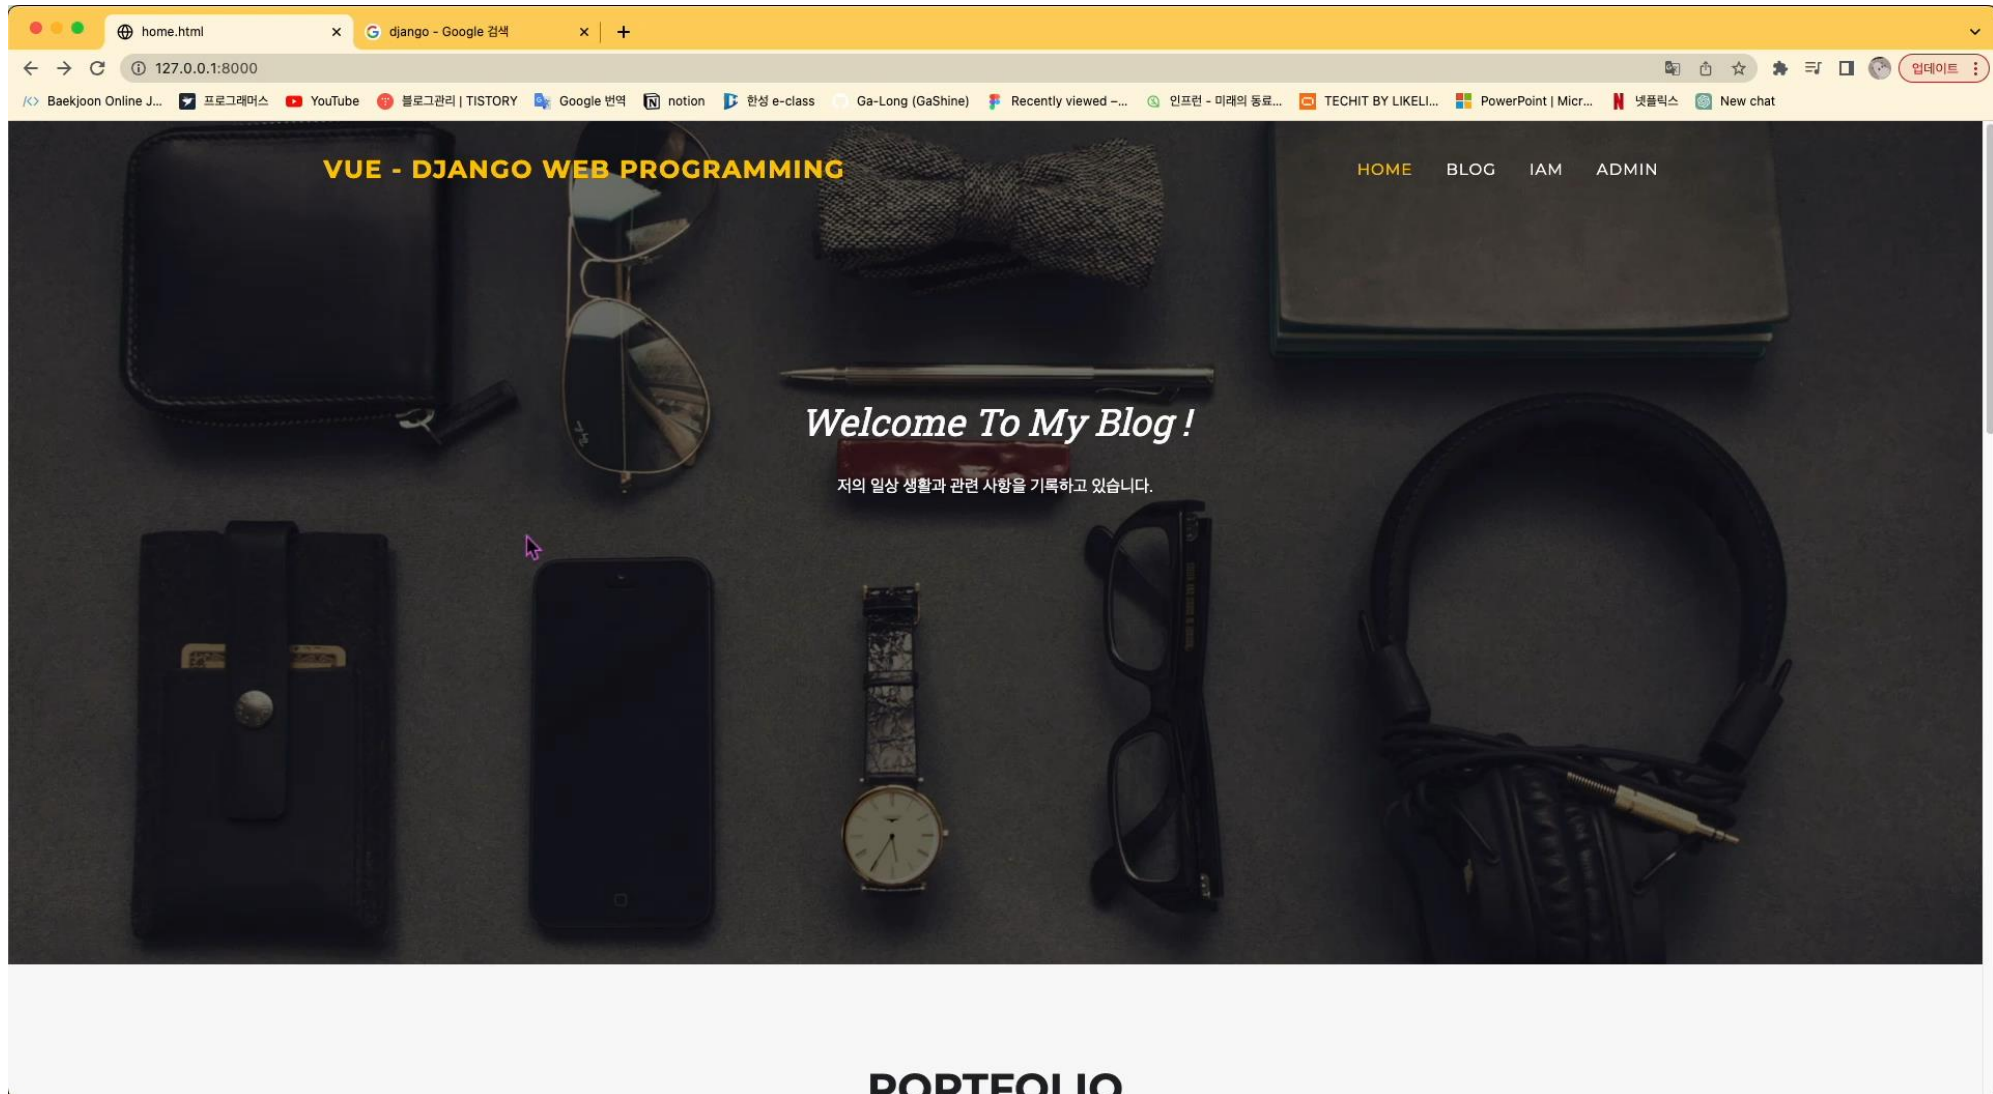 home.html
django - Google 검색
127.0.0.1:8000
업데이트
Baekjoon Online J... 프로그래머스 YouTube 블로그관리 | TISTORY Google 번역 notion 한성 e-class Ga-Long (GaShine) Recently viewed –... 인프런 - 미래의 동료... TECHIT BY LIKELI... PowerPoint | Micr... 넷플릭스 New chat
VUE - DJANGO WEB PROGRAMMING
HOME BLOG IAM ADMIN
Welcome To My Blog !
저의 일상 생활과 관련 사항을 기록하고 있습니다.
PORTFOLIO